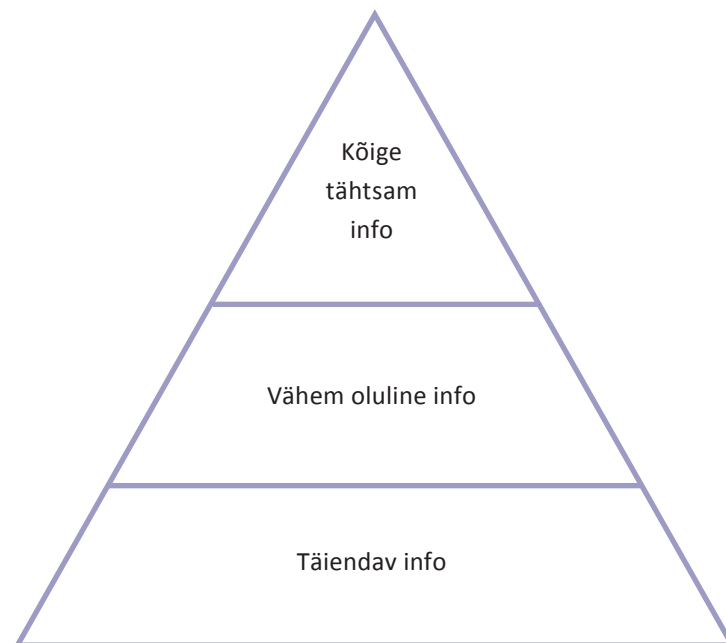 Kõige
tähtsam
info
Vähem oluline info
Täiendav info